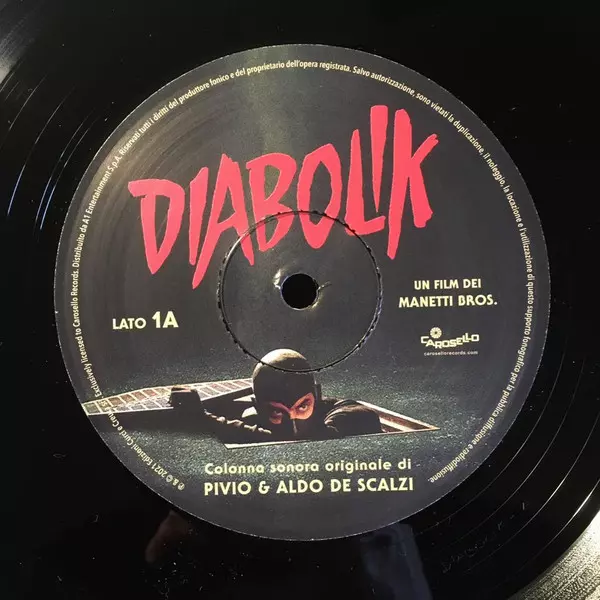 DIABOLIK
LATO 1A
UN FILM DEI
MANETTI BROS.
CAROSELLO
carosellorecords.com
Colonna sonora originale di
PIVIO & ALDO DE SCALZI
℗ & © 2021 Edizioni Curci e
Exclusively licensed to Carosello Records. Distribuito da A1 Entertainment S.p.A. Riservati tutti i diritti del produttore fonico e del proprietario dell'opera registrata. Salvo autorizzazione, sono vietati la duplicazione, il noleggio, la locazione e l'utilizzazione di questo supporto fonografico per la pubblica diffusione e radiodiffusione.